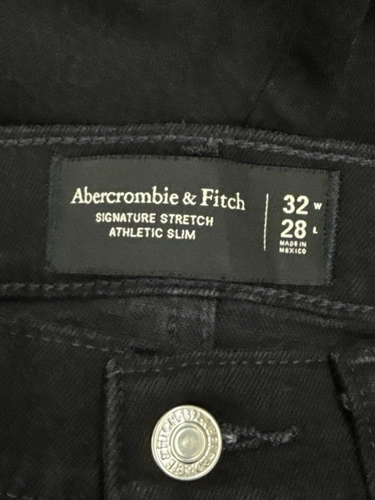 Abercrombie & Fitch
SIGNATURE STRETCH
ATHLETIC SLIM
32 W
28 L
MADE IN
MEXICO